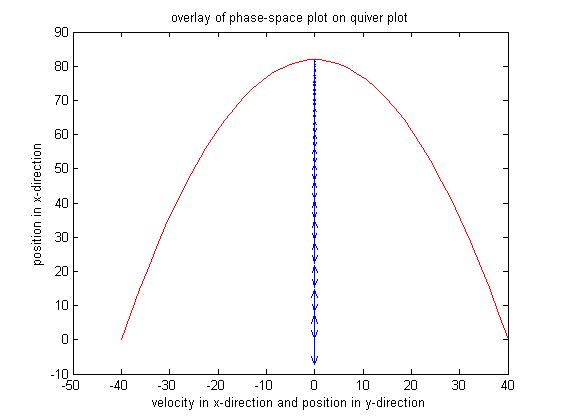 overlay of phase-space plot on quiver plot
90
80
70
60
50
40
30
20
10
0
-10
position in x-direction
-50 -40 -30 -20 -10 0 10 20 30 40
velocity in x-direction and position in y-direction